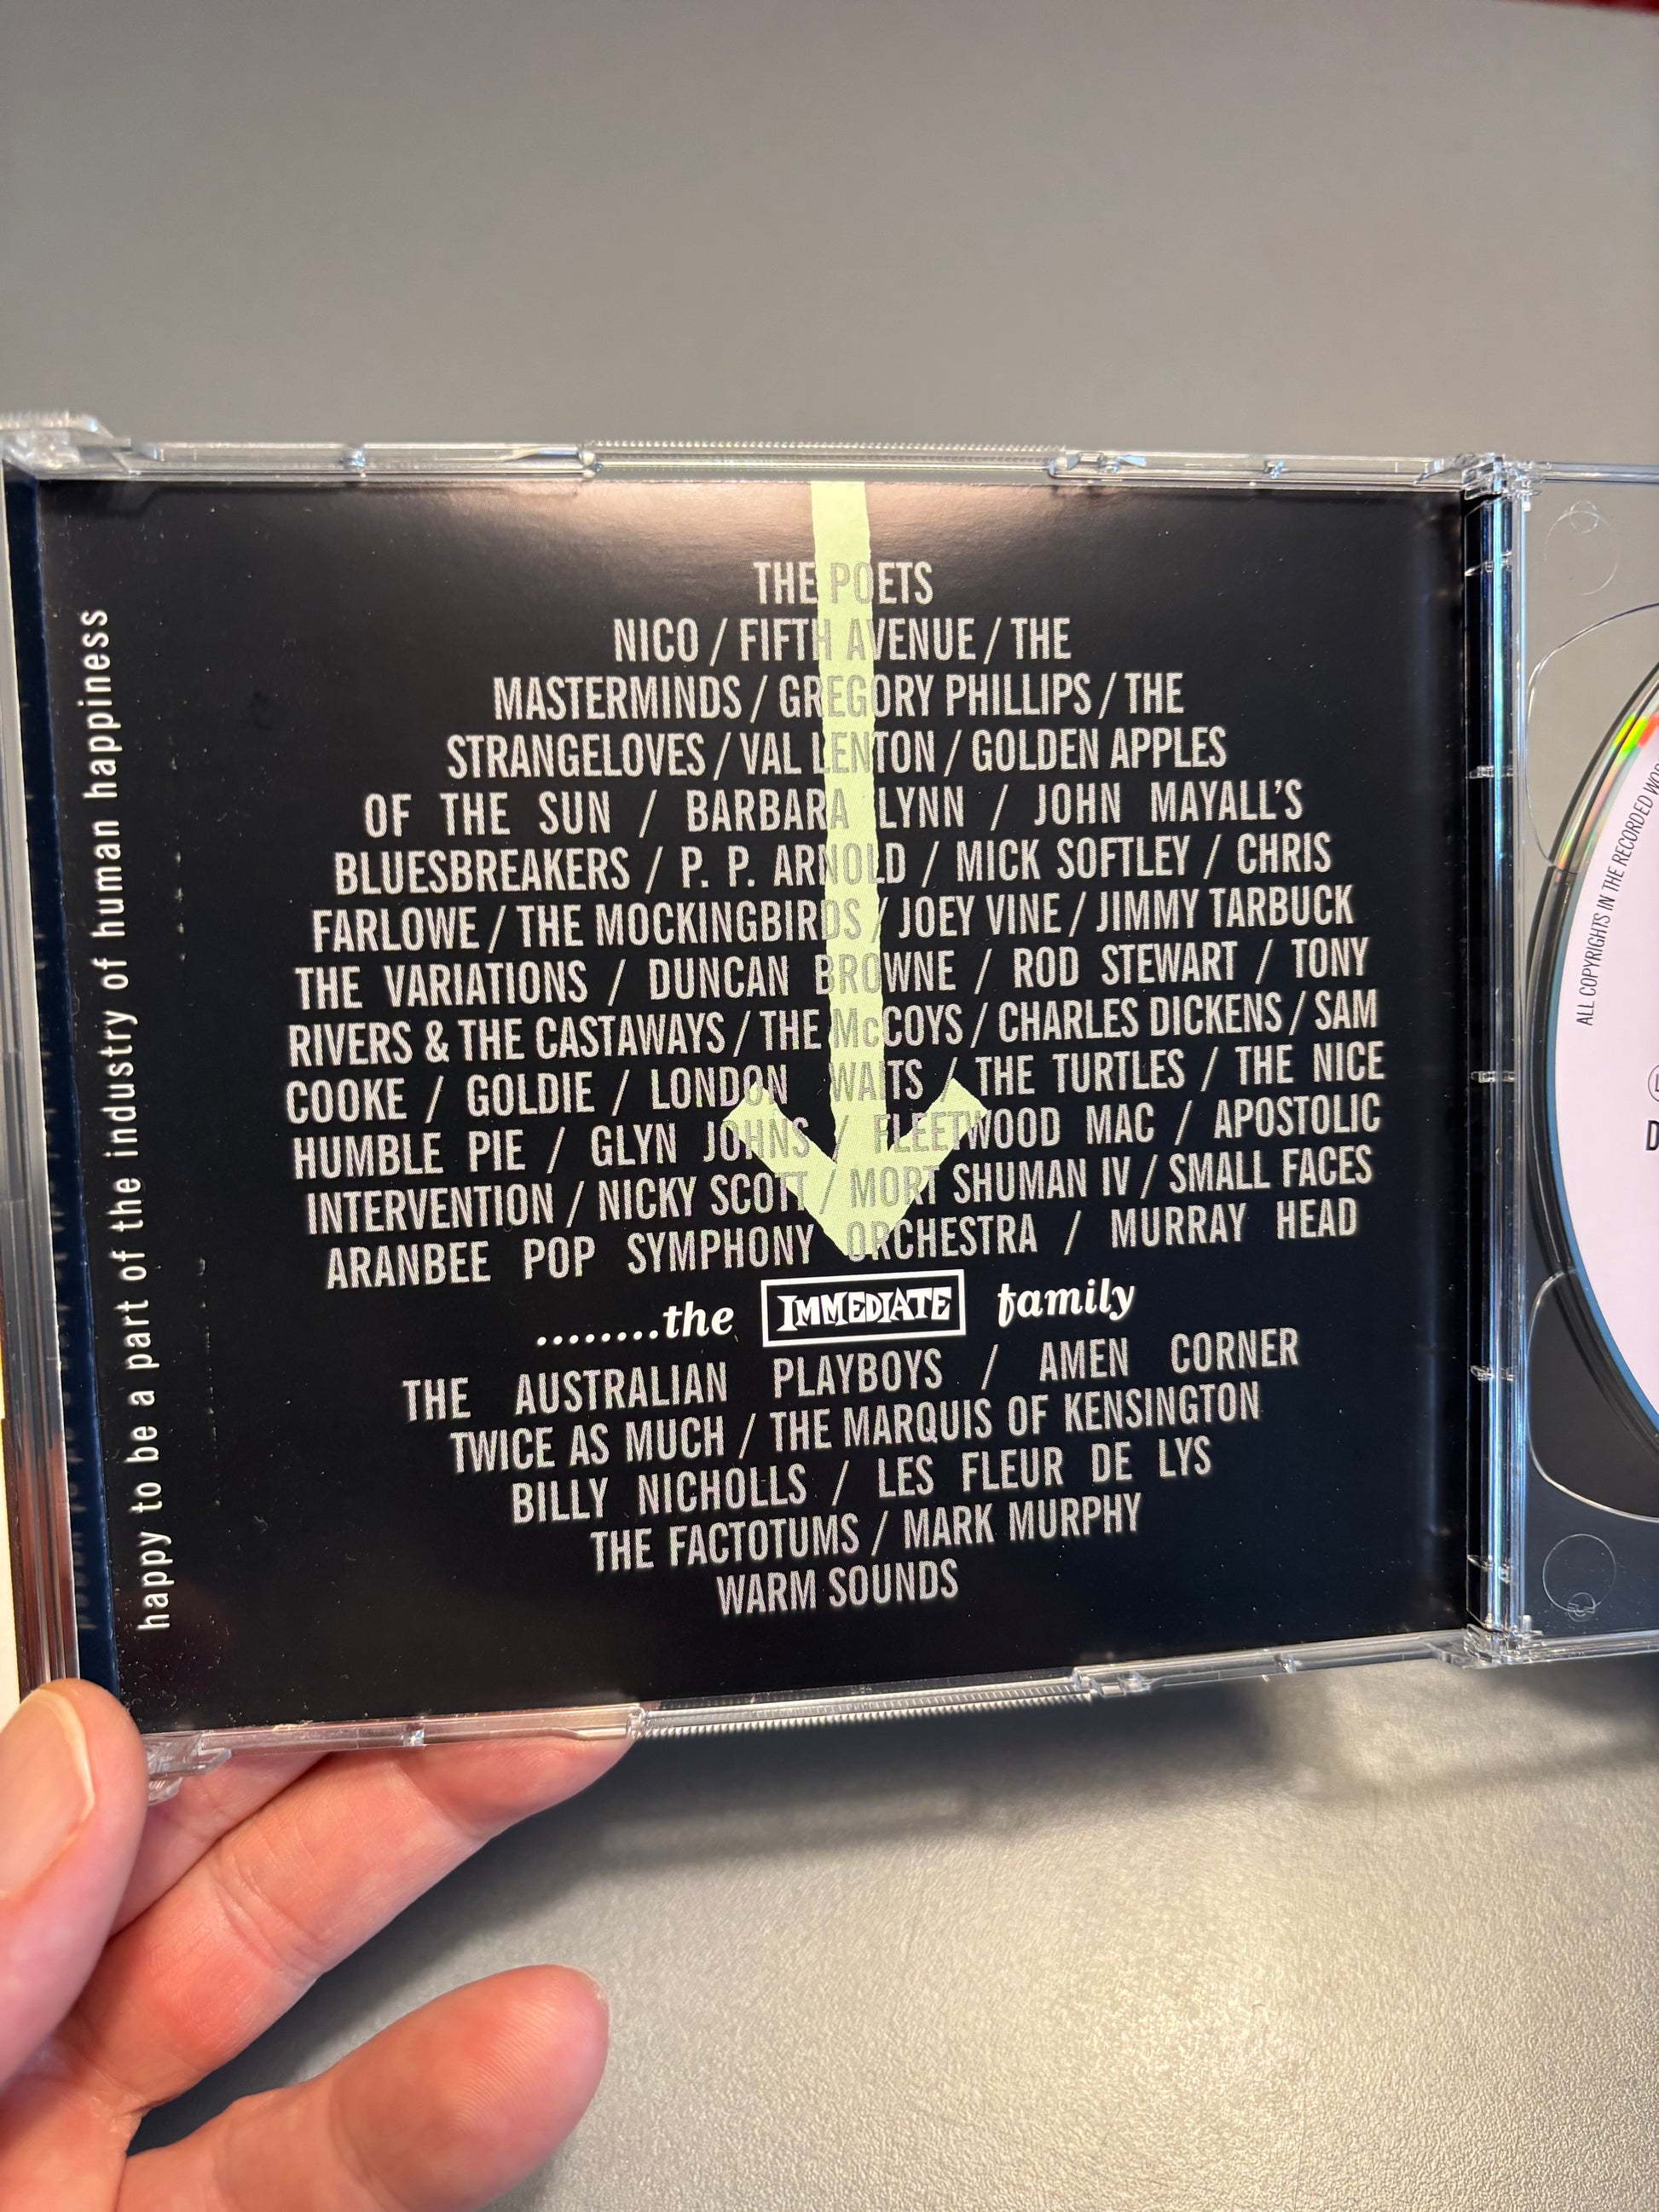 happy to be a part of the industry of human happiness
THE POETS
NICO / FIFTH AVENUE / THE
MASTERMINDS / GREGORY PHILLIPS / THE
STRANGELOVES / VAL LENTON / GOLDEN APPLES
OF THE SUN / BARBARA LYNN / JOHN MAYALL'S
BLUESBREAKERS / P. P. ARNOLD / MICK SOFTLEY / CHRIS
FARLOWE / THE MOCKINGBIRDS / JOEY VINE / JIMMY TARBUCK
THE VARIATIONS / DUNCAN BROWNE / ROD STEWART / TONY
RIVERS & THE CASTAWAYS / THE McCOYS / CHARLES DICKENS / SAM
COOKE / GOLDIE / LONDON WAITS / THE TURTLES / THE NICE
HUMBLE PIE / GLYN JOHNS / FLEETWOOD MAC / APOSTOLIC
INTERVENTION / NICKY SCOTT / MORT SHUMAN IV / SMALL FACES
ARANBEE POP SYMPHONY ORCHESTRA / MURRAY HEAD
........the IMMEDIATE family
THE AUSTRALIAN PLAYBOYS / AMEN CORNER
TWICE AS MUCH / THE MARQUIS OF KENSINGTON
BILLY NICHOLLS / LES FLEUR DE LYS
THE FACTOTUMS / MARK MURPHY
WARM SOUNDS
ALL COPYRIGHTS IN THE RECORDED